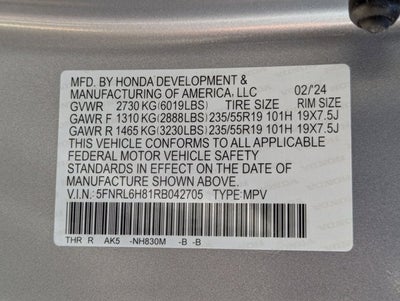 MFD. BY HONDA DEVELOPMENT &
MANUFACTURING OF AMERICA, LLC 02/'24
GVWR 2730 KG (6019LBS) TIRE SIZE RIM SIZE
GAWR F 1310 KG (2888LBS) 235/55R19 101H 19X7.5J
GAWR R 1465 KG (3230LBS) 235/55R19 101H 19X7.5J
THIS VEHICLE CONFORMS TO ALL APPLICABLE
FEDERAL MOTOR VEHICLE SAFETY
STANDARDS IN EFFECT ON THE DATE OF
MANUFACTURE SHOWN ABOVE.
V.I.N: 5FNRL6H81RB042705 TYPE: MPV
THR R AK5 -NH830M -B -B